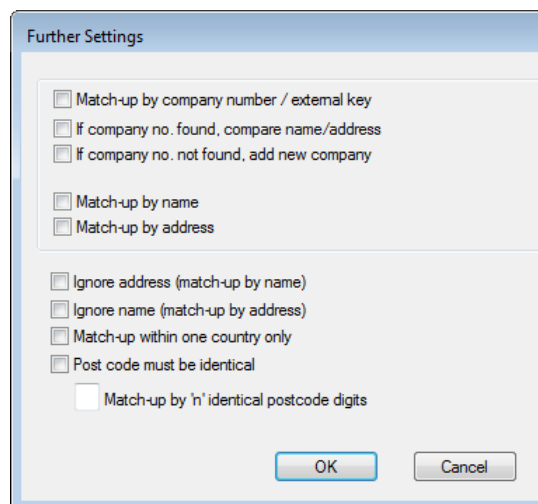 Further Settings
Match-up by company number / external key
If company no. found, compare name/address
If company no. not found, add new company
Match-up by name
Match-up by address
Ignore address (match-up by name)
Ignore name (match-up by address)
Match-up within one country only
Post code must be identical
Match-up by 'n' identical postcode digits
OK
Cancel